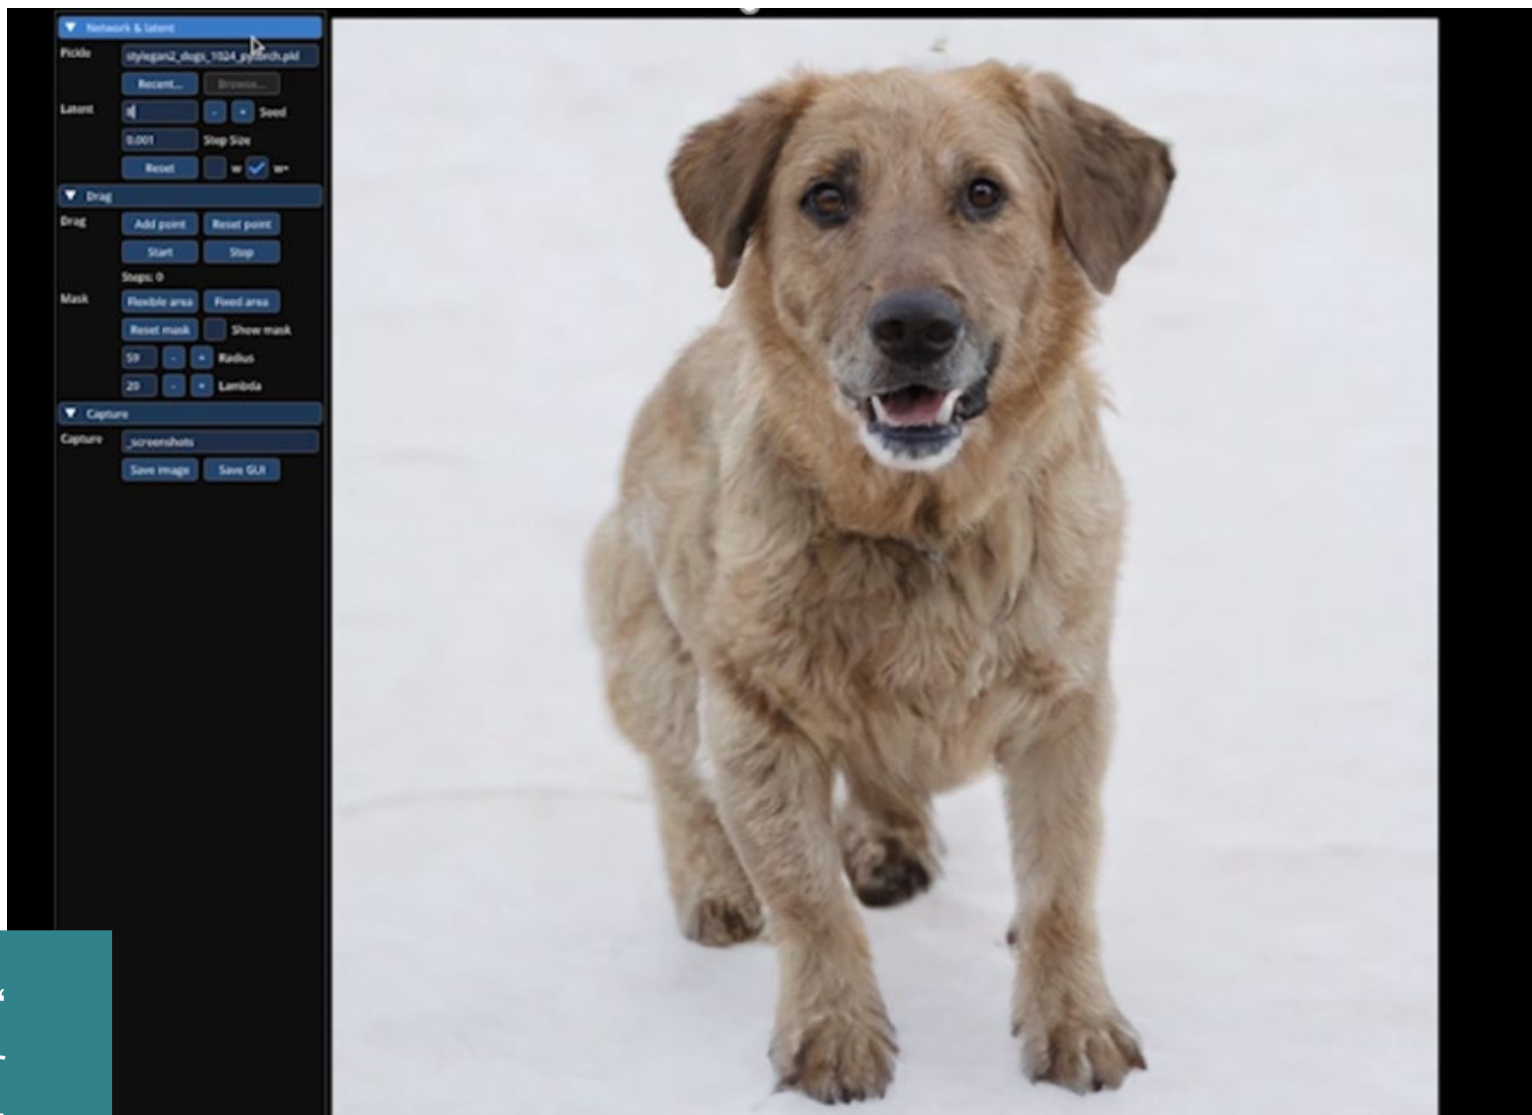 Network & latent
Pickle stylegan2_dogs_1024_pytorch.pkl
Recent... Browse...
Latent 8 - + Seed
0.001 Step Size
Reset w w+
Drag
Drag Add point Reset point
Start Stop
Steps: 0
Mask Flexible area Fixed area
Reset mask Show mask
59 - + Radius
20 - + Lambda
Capture
Capture _screenshots
Save image Save GUI